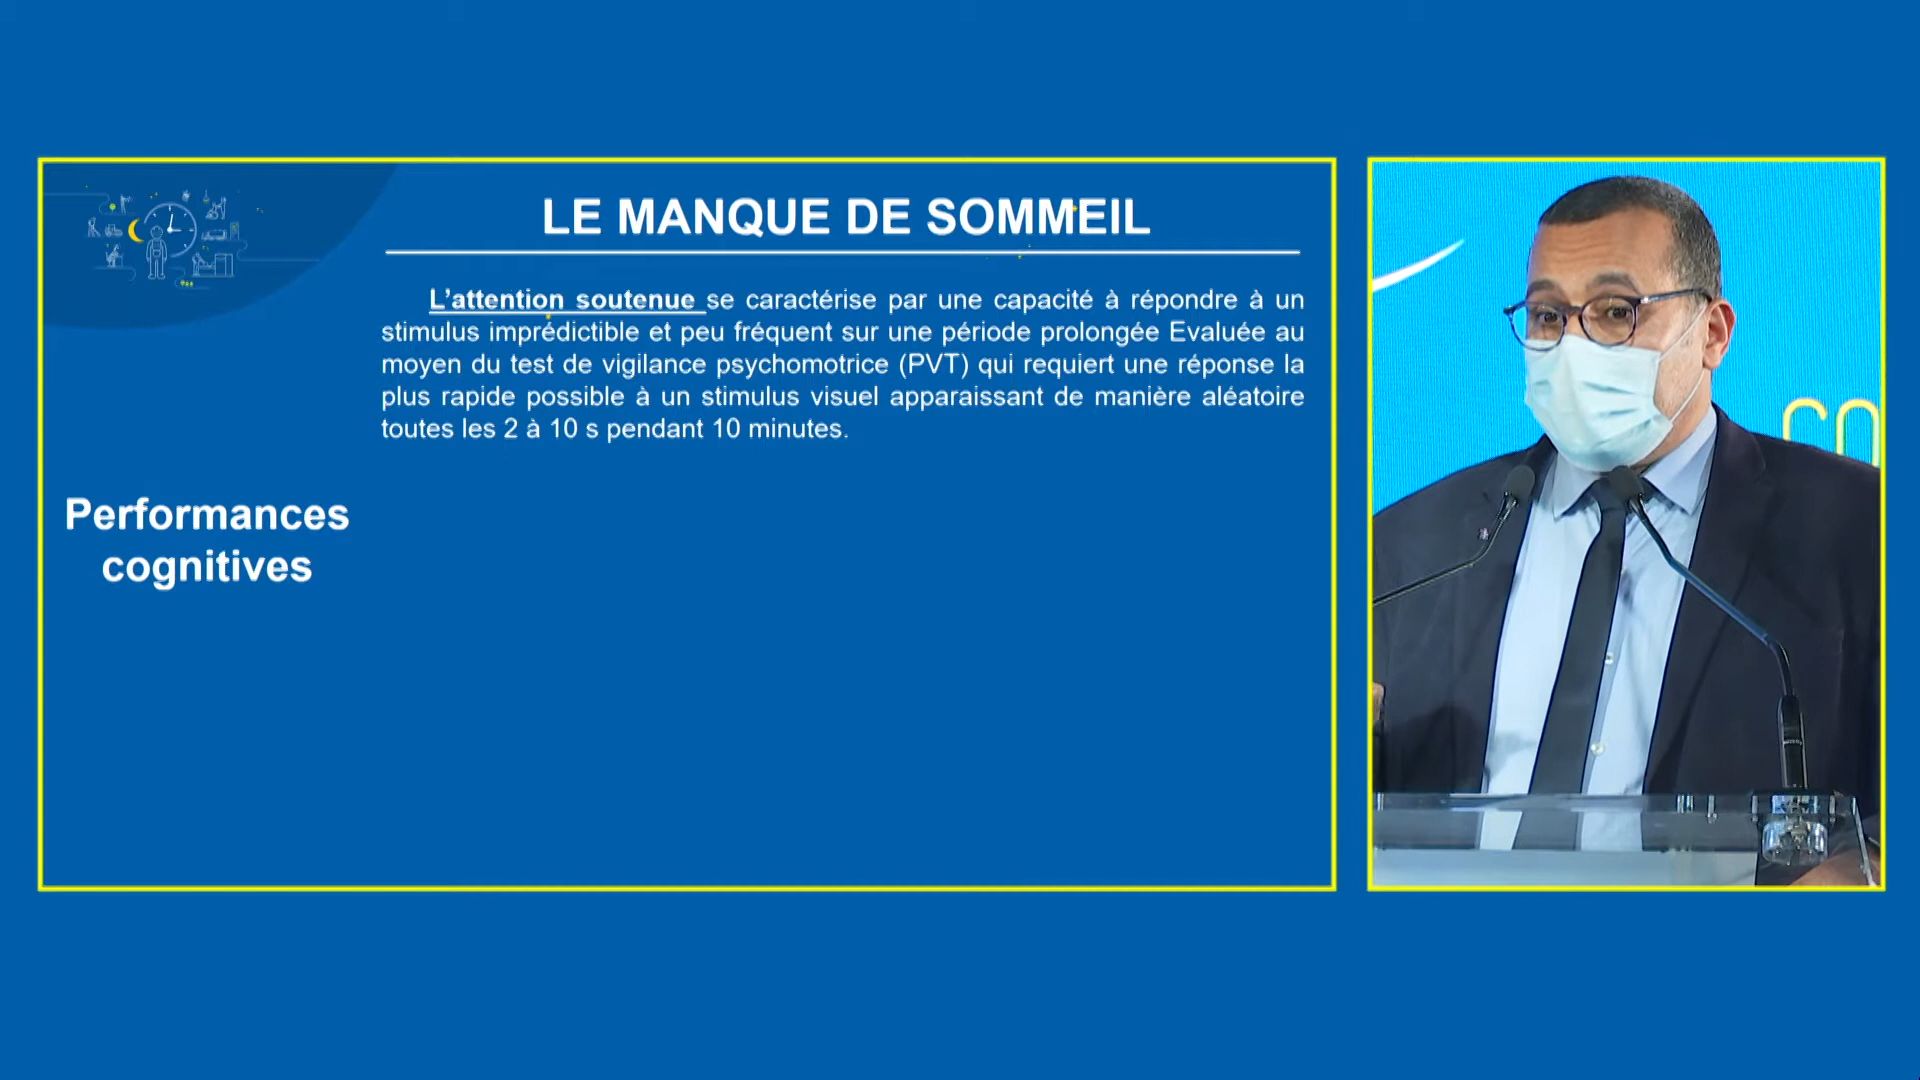 LE MANQUE DE SOMMEIL
L'attention soutenue se caractérise par une capacité à répondre à un
stimulus imprédictible et peu fréquent sur une période prolongée Evaluée au
moyen du test de vigilance psychomotrice (PVT) qui requiert une réponse la
plus rapide possible à un stimulus visuel apparaissant de manière aléatoire
toutes les 2 à 10 s pendant 10 minutes.
Performances
cognitives